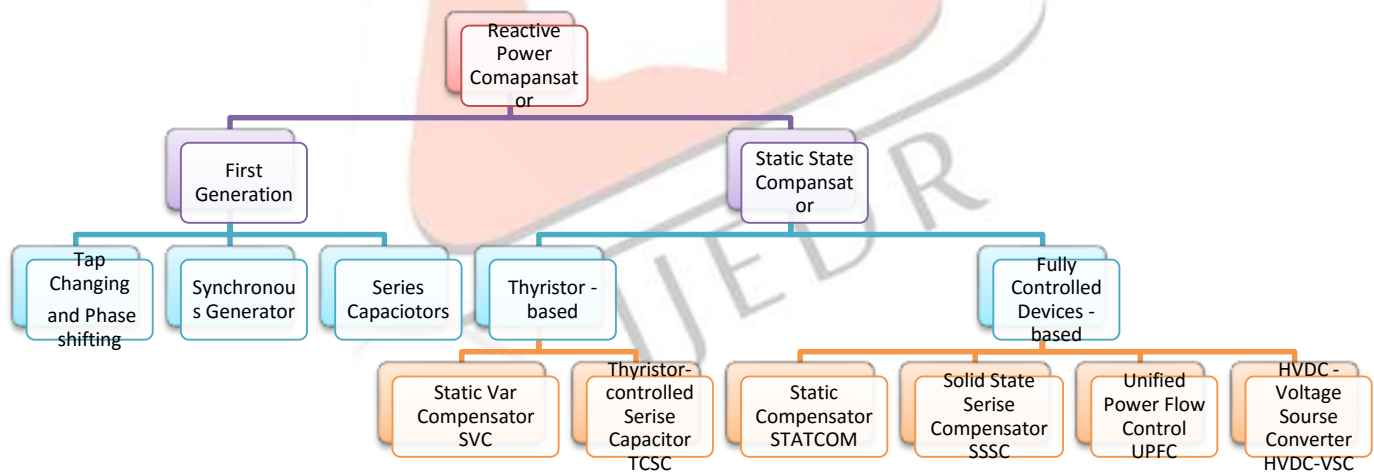 Reactive
Power
Comapansat
or
First
Generation
Static State
Compansat
or
Tap
Changing
and Phase
shifting
Synchronou
s Generator
Series
Capaciotors
Thyristor -
based
Fully
Controlled
Devices -
based
Static Var
Compensator
SVC
Thyristor-
controlled
Serise
Capacitor
TCSC
Static
Compensator
STATCOM
Solid State
Serise
Compensator
SSSC
Unified
Power Flow
Control
UPFC
HVDC -
Voltage
Sourse
Converter
HVDC-VSC
IJEDR